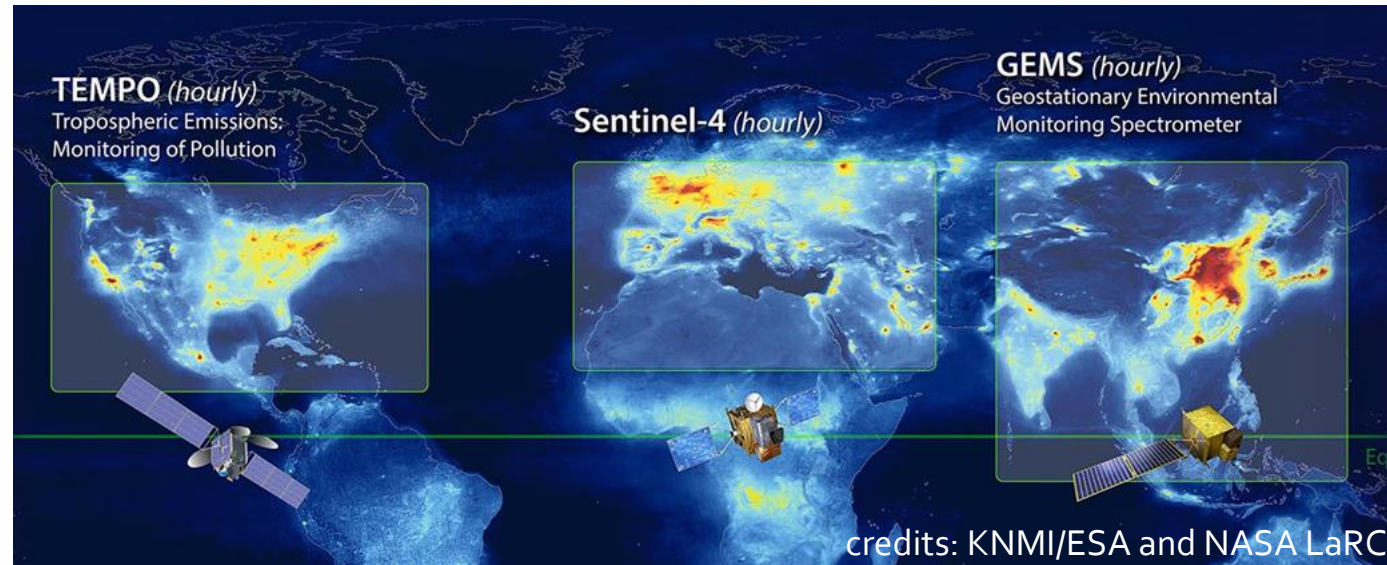 TEMPO (hourly)
Tropospheric Emissions:
Monitoring of Pollution
Sentinel-4 (hourly)
GEMS (hourly)
Geostationary Environmental
Monitoring Spectrometer
Eq
credits: KNMI/ESA and NASA LaRC